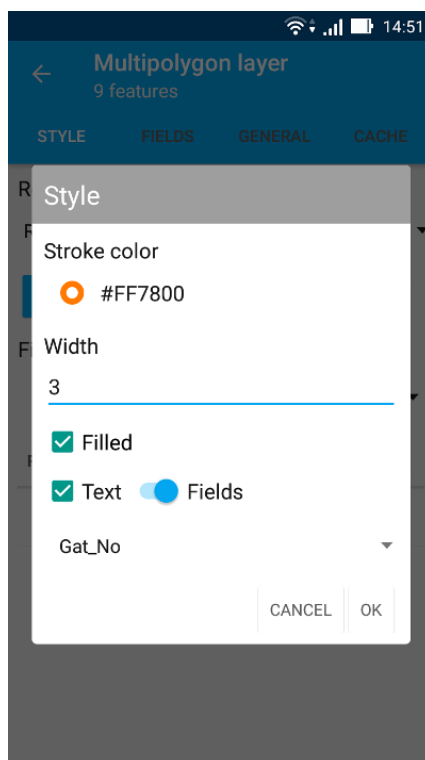 14:51
Multipolygon layer
9 features
STYLE FIELDS GENERAL CACHE
R
Style
Stroke color
#FF7800
Fi
Width
3
Filled
Text Fields
Gat_No
CANCEL OK